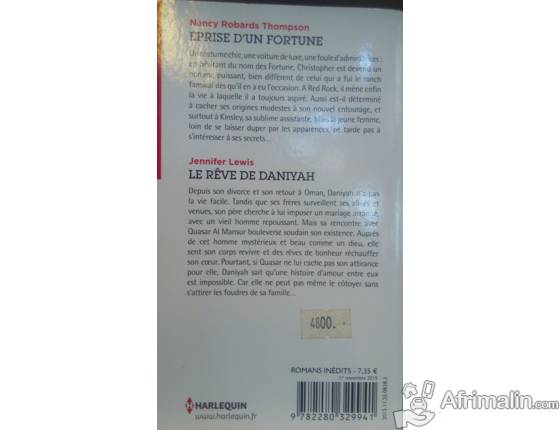 Nancy Robards Thompson
ÉPRISE D'UN FORTUNE
Un costume chic, une voiture de luxe, une foule d'admiratrices :
en héritant du nom des Fortune, Christopher est devenu un
homme puissant, bien différent de celui qui a fui le ranch
familial dès qu'il en a eu l'occasion. A Red Rock, il mène enfin
la vie à laquelle il a toujours aspiré. Aussi est-il déterminé
à cacher ses origines modestes à son nouvel entourage, et
surtout à Kinsley, sa sublime assistante. Mais la jeune femme,
loin de se laisser duper par les apparences, ne tarde pas à
s'intéresser à ses secrets...
Jennifer Lewis
LE RÊVE DE DANIYAH
Depuis son divorce et son retour à Oman, Daniyah n'a pas
la vie facile. Tandis que ses frères surveillent ses allées et
venues, son père cherche à lui imposer un mariage arrangé,
avec un vieil homme repoussant. Mais sa rencontre avec
Quasar Al Mansur bouleverse soudain son existence. Auprès
de cet homme mystérieux et beau comme un dieu, elle
sent son corps revivre et des rêves de bonheur réchauffer
son cœur. Pourtant, si Quasar ne lui cache pas son attirance
pour elle, Daniyah sait qu'une histoire d'amour entre eux
est impossible. Car elle ne peut pas même le côtoyer sans
s'attirer les foudres de sa famille...
4800.-
ROMANS INÉDITS - 7,35 €
1er novembre 2015
2015.11.22.0838.3
HARLEQUIN
www.harlequin.fr
9 782280 329941
Afrimalin.com